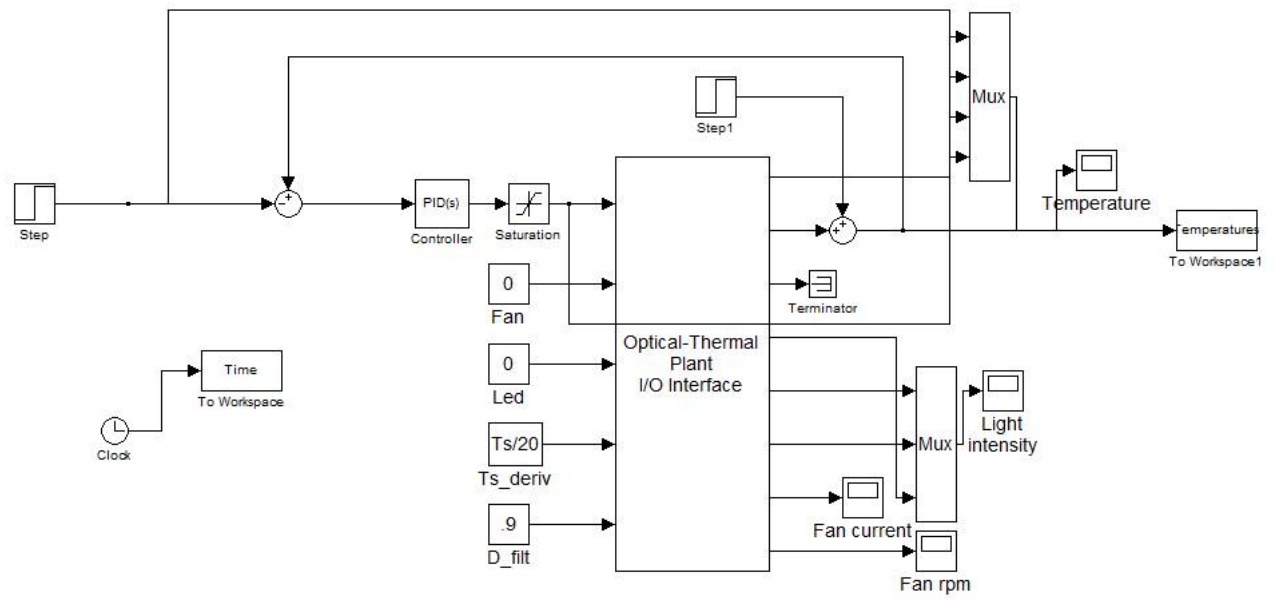 Mux
Step1
Step
PID(s)
Controller
Saturation
Temperature
emperatures
To Workspace1
0
Fan
Terminator
Optical-Thermal
Plant
I/O Interface
Time
To Workspace
0
Led
Clock
Ts/20
Ts_deriv
Mux
Light
intensity
.9
D_filt
Fan current
Fan rpm